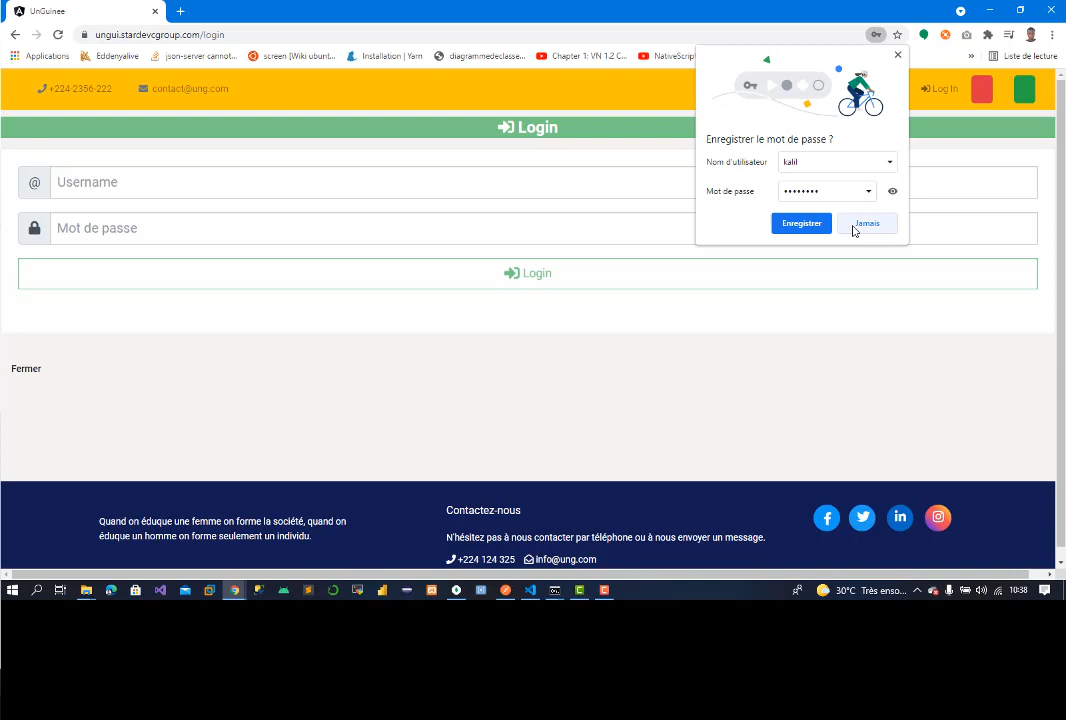 UnGuinee
ungui.stardevcgroup.com/login
Applications
Eddenyalive
json-server cannot...
screen [Wiki ubunt...
Installation | Yarn
diagrammedeclasse...
Chapter: 1: VN 1.2 C...
NativeScrip
»
Liste de lecture
+224-2356-222
contact@ung.com
Log In
Login
Enregistrer le mot de passe ?
Nom d'utilisateur
kalil
Mot de passe
••••••••
Enregistrer
Jamais
@
Username
Mot de passe
Login
Fermer
Quand on éduque une femme on forme la société, quand on
éduque un homme on forme seulement un individu.
Contactez-nous
N'hésitez pas à nous contacter par téléphone ou à nous envoyer un message.
+224 124 325
info@ung.com
30°C Très enso...
10:38